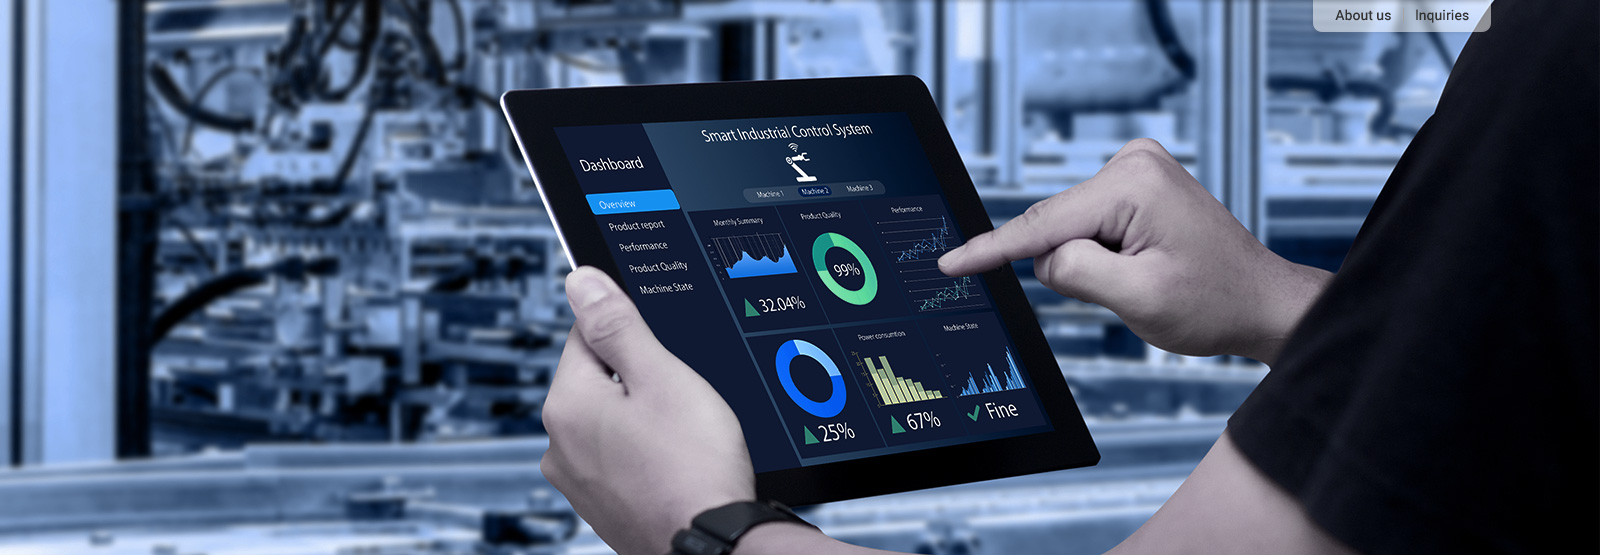 About us Inquiries
Smart Industrial Control System
Dashboard
Machine 1 Machine 2 Machine 3
Overview
Product report
Performance
Product Quality
Machine State
Monthly Summary
Product Quality
Performance
99%
32.04%
Power consumtion
Machine State
25%
67%
Fine